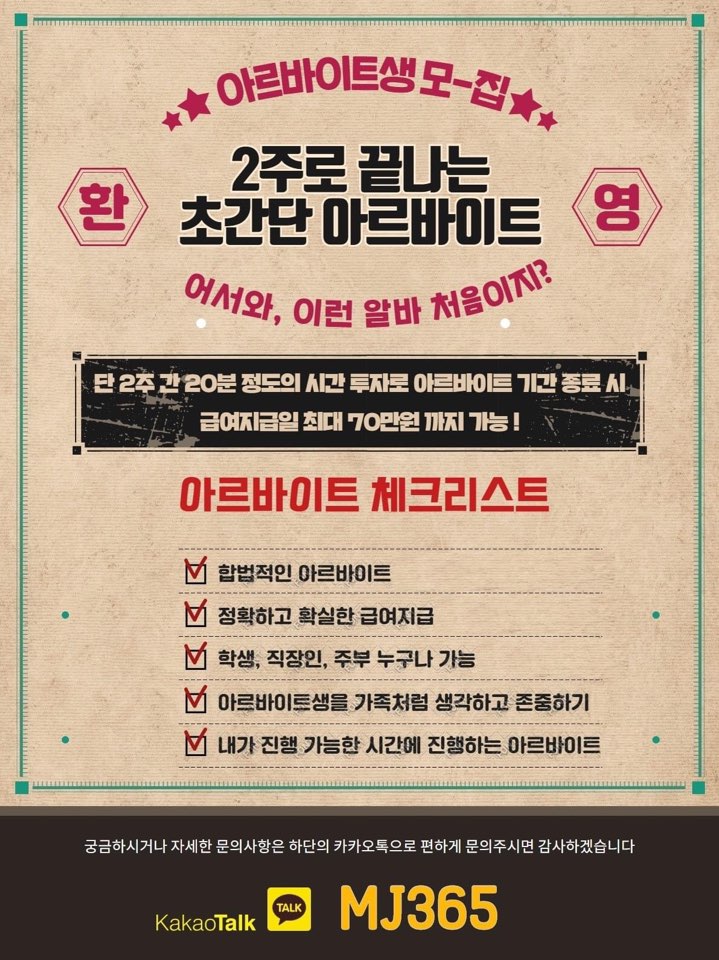 아르바이트생 모-집
환
2주로 끝나는
초간단 아르바이트
영
어서와, 이런 알바 처음이지?
단 2주 간 20분 정도의 시간 투자로 아르바이트 기간 종료 시
급여지급일 최대 70만원 까지 가능 !
아르바이트 체크리스트
합법적인 아르바이트
정확하고 확실한 급여지급
학생, 직장인, 주부 누구나 가능
아르바이트생을 가족처럼 생각하고 존중하기
내가 진행 가능한 시간에 진행하는 아르바이트
궁금하시거나 자세한 문의사항은 하단의 카카오톡으로 편하게 문의주시면 감사하겠습니다
KakaoTalk
TALK
MJ365